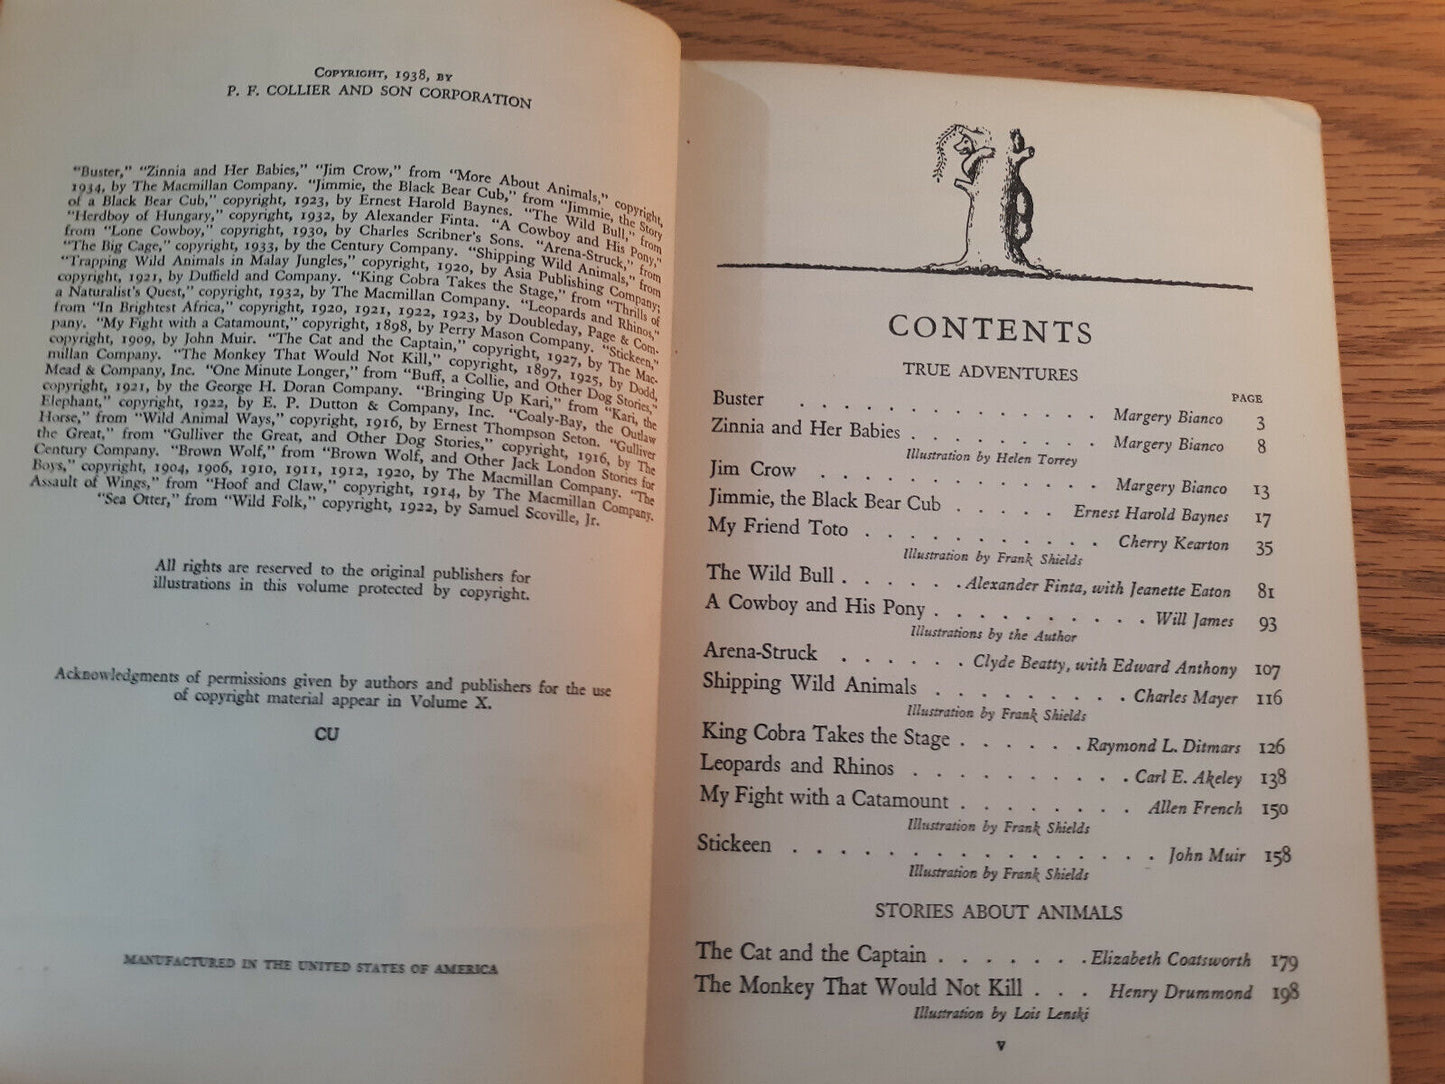 Copyright, 1938, by
P. F. COLLIER AND SON CORPORATION
"Buster," "Zinnia and Her Babies," "Jim Crow," from "More About Animals," copyright,
1934, by The Macmillan Company. "Jimmie, the Black Bear Cub," from "Jimmie, the Story
of a Black Bear Cub," copyright, 1923, by Ernest Harold Baynes. "The Wild Bull," from
"Herdboy of Hungary," copyright, 1932, by Alexander Finta. "A Cowboy and His Pony,"
from "Lone Cowboy," copyright, 1930, by Charles Scribner's Sons. "Arena-Struck," from
"The Big Cage," copyright, 1933, by the Century Company. "Shipping Wild Animals," from
"Trapping Wild Animals in Malay Jungles," copyright, 1920, by Asia Publishing Company;
copyright, 1921, by Duffield and Company. "King Cobra Takes the Stage," from "Thrills of
a Naturalist's Quest," copyright, 1932, by The Macmillan Company. "Leopards and Rhinos,"
from "In Brightest Africa," copyright, 1920, 1921, 1922, 1923, by Doubleday, Page & Com-
pany. "My Fight with a Catamount," copyright, 1898, by Perry Mason Company. "Stickeen,"
copyright, 1909, by John Muir. "The Cat and the Captain," copyright, 1927, by The Mac-
millan Company. "The Monkey That Would Not Kill," copyright, 1897, 1925, by Dodd,
Mead & Company, Inc. "One Minute Longer," from "Buff, a Collie, and Other Dog Stories,"
copyright, 1921, by the George H. Doran Company. "Bringing Up Kari," from "Kari, the
Elephant," copyright, 1922, by E. P. Dutton & Company, Inc. "Coaly-Bay, the Outlaw
Horse," from "Wild Animal Ways," copyright, 1916, by Ernest Thompson Seton. "Gulliver
the Great," from "Gulliver the Great, and Other Dog Stories," copyright, 1916, by The
Century Company. "Brown Wolf," from "Brown Wolf, and Other Jack London Stories for
Boys," copyright, 1904, 1906, 1910, 1911, 1912, 1920, by The Macmillan Company. "The
Assault of Wings," from "Hoof and Claw," copyright, 1914, by The Macmillan Company.
"Sea Otter," from "Wild Folk," copyright, 1922, by Samuel Scoville, Jr.
All rights are reserved to the original publishers for
illustrations in this volume protected by copyright.
Acknowledgments of permissions given by authors and publishers for the use
of copyright material appear in Volume X.
CU
MANUFACTURED IN THE UNITED STATES OF AMERICA
CONTENTS
TRUE ADVENTURES
PAGE
Buster . . . . . . . . . . . . . Margery Bianco 3
Zinnia and Her Babies . . . . . . . . . Margery Bianco 8
Illustration by Helen Torrey
Jim Crow . . . . . . . . . . . . . Margery Bianco 13
Jimmie, the Black Bear Cub . . . . . Ernest Harold Baynes 17
My Friend Toto . . . . . . . . . . . Cherry Kearton 35
Illustration by Frank Shields
The Wild Bull . . . . . . Alexander Finta, with Jeanette Eaton 81
A Cowboy and His Pony . . . . . . . . . . Will James 93
Illustrations by the Author
Arena-Struck . . . . . . Clyde Beatty, with Edward Anthony 107
Shipping Wild Animals . . . . . . . . . Charles Mayer 116
Illustration by Frank Shields
King Cobra Takes the Stage . . . . . . Raymond L. Ditmars 126
Leopards and Rhinos . . . . . . . . . . Carl E. Akeley 138
My Fight with a Catamount . . . . . . . . Allen French 150
Illustration by Frank Shields
Stickeen . . . . . . . . . . . . . . . . John Muir 158
Illustration by Frank Shields
STORIES ABOUT ANIMALS
The Cat and the Captain . . . . . . . Elizabeth Coatsworth 179
The Monkey That Would Not Kill . . . Henry Drummond 198
Illustration by Lois Lenski
v